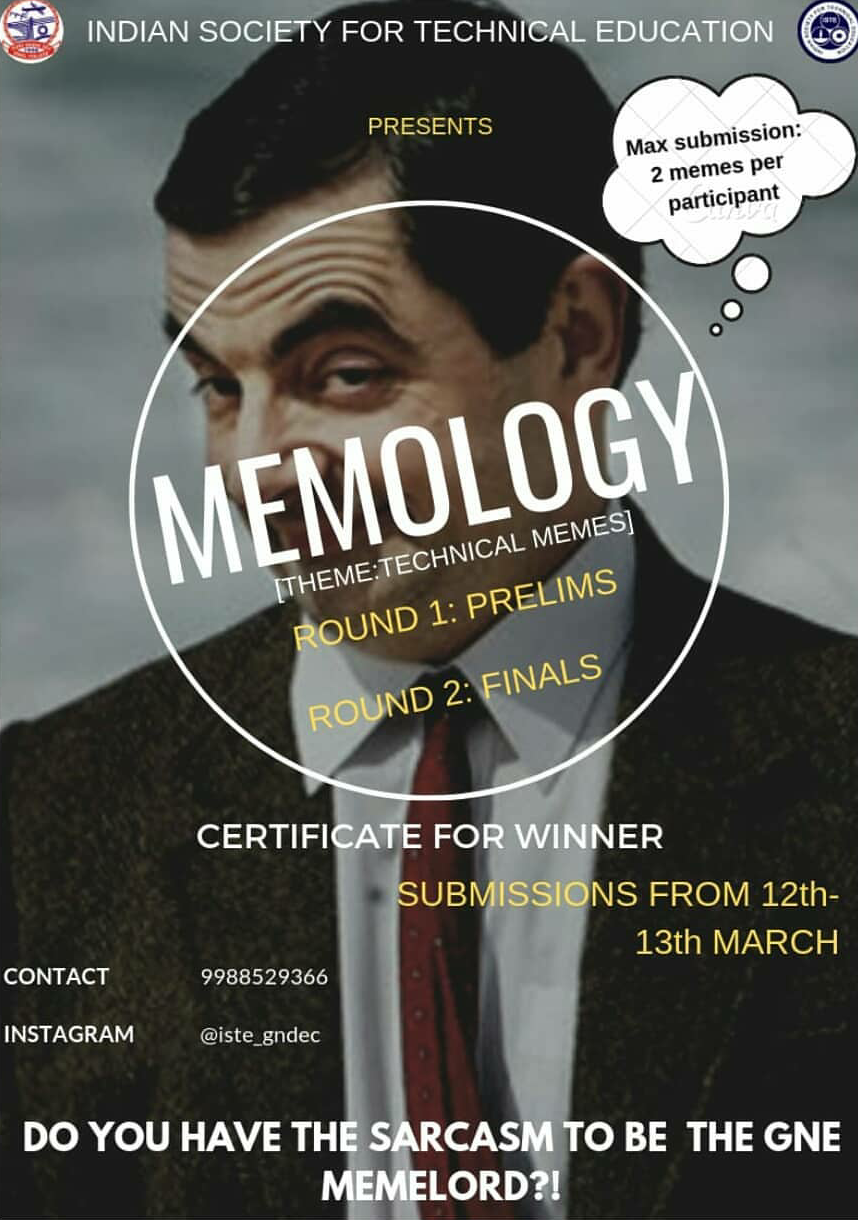 INDIAN SOCIETY FOR TECHNICAL EDUCATION
PRESENTS
Max submission:
2 memes per
participant
Canva
MEMOLOGY
[THEME:TECHNICAL MEMES]
ROUND 1: PRELIMS
ROUND 2: FINALS
CERTIFICATE FOR WINNER
SUBMISSIONS FROM 12th-
13th MARCH
CONTACT 9988529366
INSTAGRAM @iste_gndec
DO YOU HAVE THE SARCASM TO BE THE GNE
MEMELORD?!